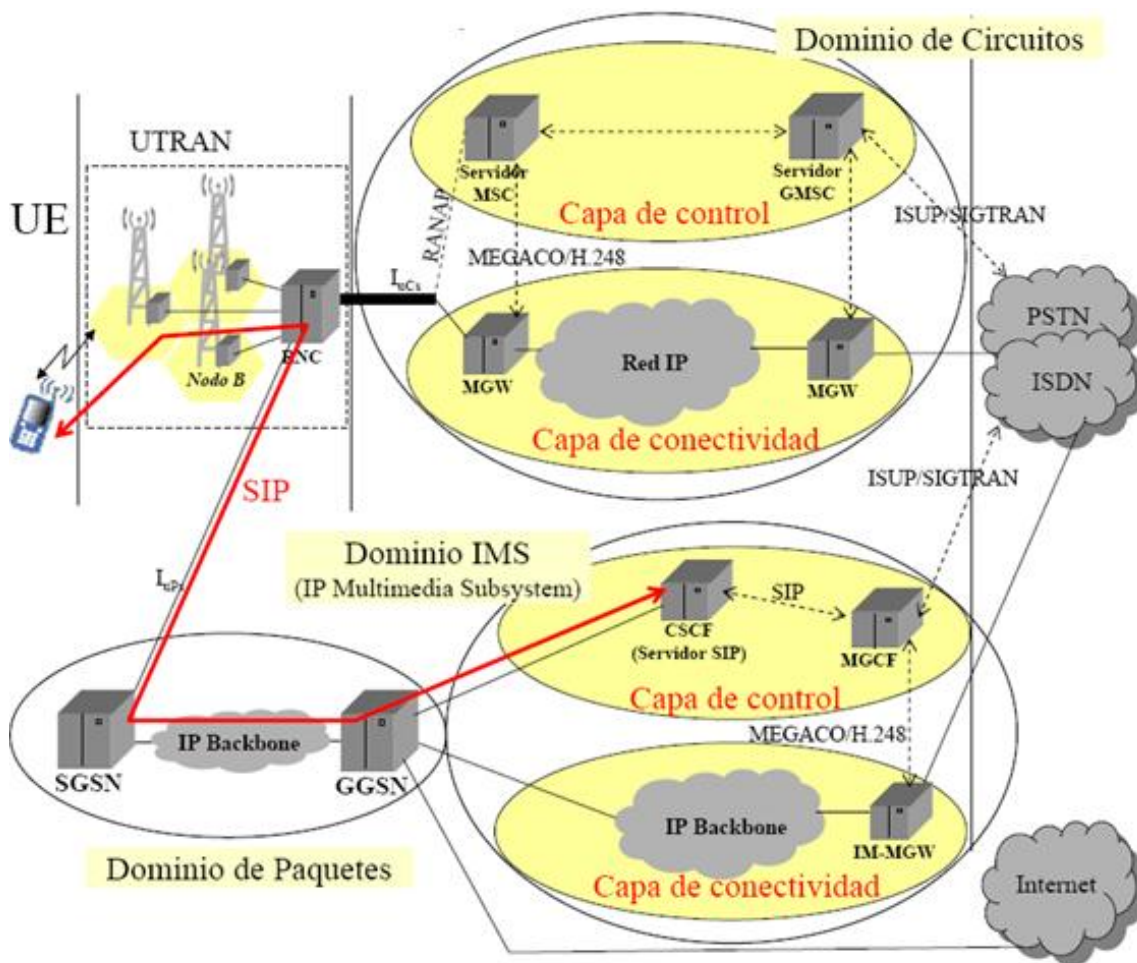 Dominio de Circuitos
UTRAN
UE
Servidor
MSC
Servidor
GMSC
Capa de control
RANAP
ISUP/SIGTRAN
MEGACO/H.248
IuCs
PSTN
ISDN
RNC
Nodo B
MGW
Red IP
MGW
Capa de conectividad
SIP
ISUP/SIGTRAN
Dominio IMS
(IP Multimedia Subsystem)
IuPs
SIP
CSCF
(Servidor SIP)
MGCF
Capa de control
MEGACO/H.248
IP Backbone
SGSN
GGSN
IP Backbone
IM-MGW
Dominio de Paquetes
Capa de conectividad
Internet